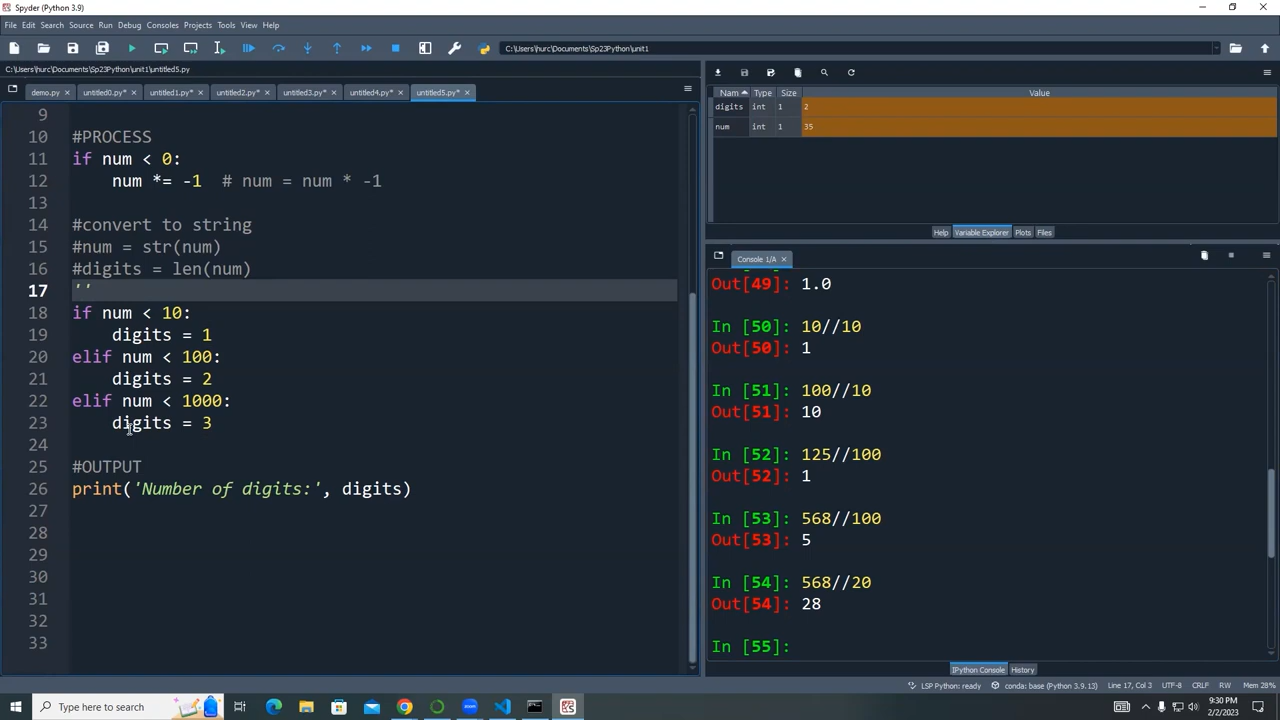 Spyder (Python 3.9)
File Edit Search Source Run Debug Consoles Projects Tools View Help
C:\Users\hurc\Documents\Sp23Python\unit1
C:\Users\hurc\Documents\Sp23Python\unit1\untitled5.py
demo.py untitled0.py* untitled1.py* untitled2.py* untitled3.py* untitled4.py* untitled5.py*
9
10 #PROCESS
11 if num < 0:
12 num *= -1 # num = num * -1
13
14 #convert to string
15 #num = str(num)
16 #digits = len(num)
17 ''
18 if num < 10:
19 digits = 1
20 elif num < 100:
21 digits = 2
22 elif num < 1000:
23 digits = 3
24
25 #OUTPUT
26 print('Number of digits:', digits)
27
28
29
30
31
32
33
Nam Type Size Value
digits int 1 2
num int 1 35
Help Variable Explorer Plots Files
Console 1/A
Out[49]: 1.0
In [50]: 10//10
Out[50]: 1
In [51]: 100//10
Out[51]: 10
In [52]: 125//100
Out[52]: 1
In [53]: 568//100
Out[53]: 5
In [54]: 568//20
Out[54]: 28
In [55]:
IPython Console History
LSP Python: ready conda: base (Python 3.9.13) Line 17, Col 3 UTF-8 CRLF RW Mem 28%
Type here to search
9:30 PM
2/2/2023